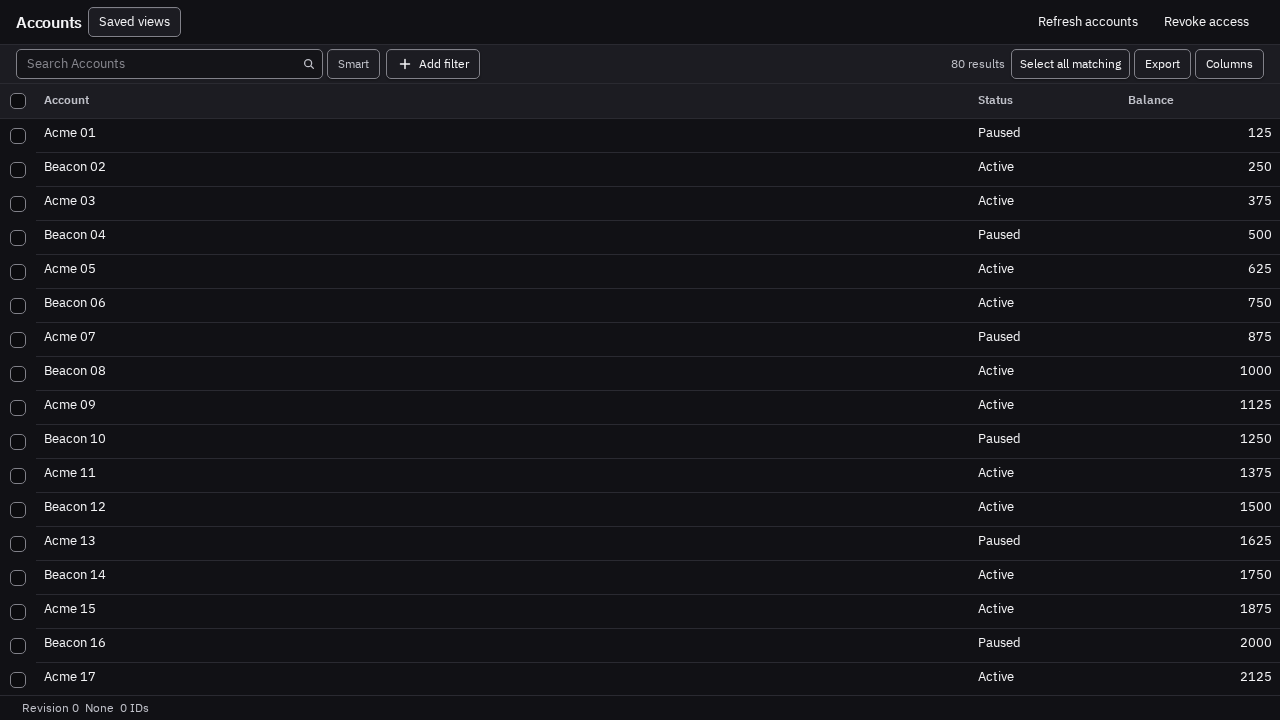 Accounts Saved views Refresh accounts Revoke access
Search Accounts Smart Add filter 80 results Select all matching Export Columns
Account Status Balance
Acme 01 Paused 125
Beacon 02 Active 250
Acme 03 Active 375
Beacon 04 Paused 500
Acme 05 Active 625
Beacon 06 Active 750
Acme 07 Paused 875
Beacon 08 Active 1000
Acme 09 Active 1125
Beacon 10 Paused 1250
Acme 11 Active 1375
Beacon 12 Active 1500
Acme 13 Paused 1625
Beacon 14 Active 1750
Acme 15 Active 1875
Beacon 16 Paused 2000
Acme 17 Active 2125
Revision 0 None 0 IDs